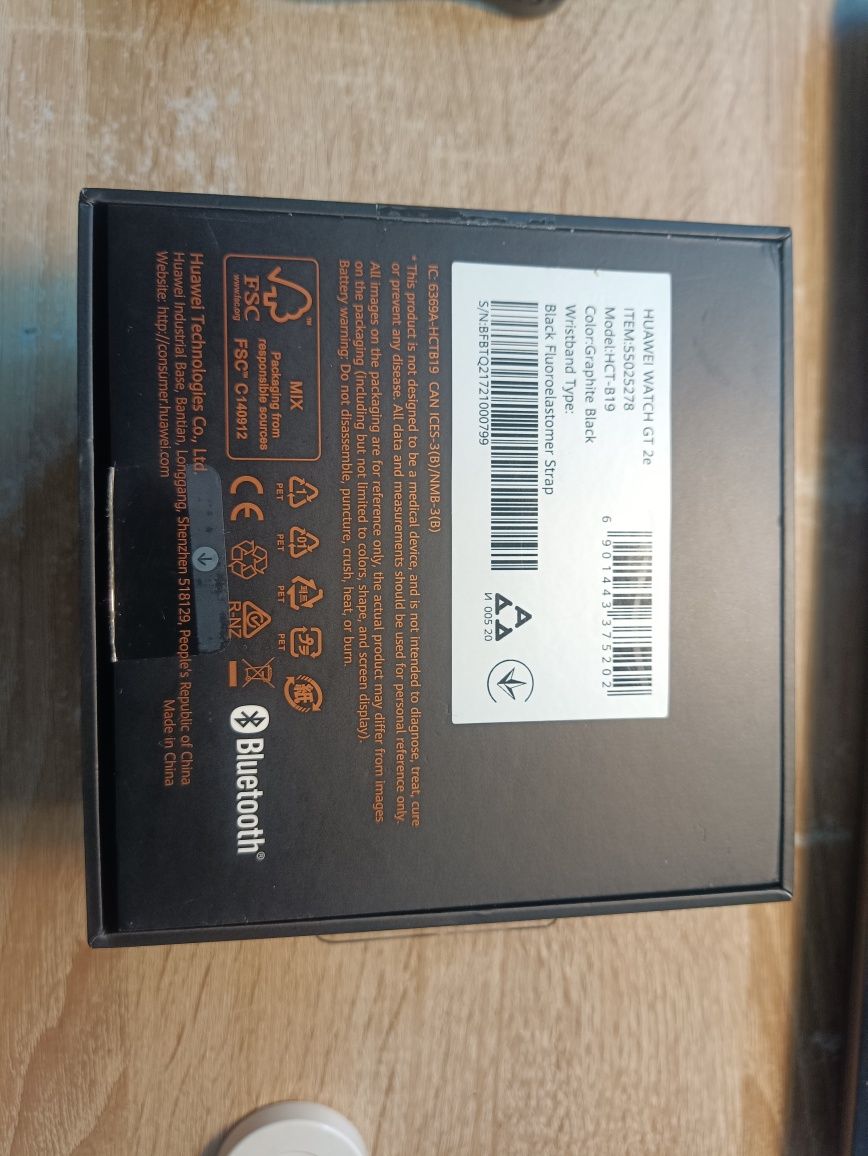 HUAWEI WATCH GT 2e
ITEM:55025278
Model:HCT-B19
Color:Graphite Black
Wristband Type:
Black Fluoroelastomer Strap
S/N:BFBTQ21721000799
6 901443 375202
И 005 20
IC-6369A-HCTB19 CAN ICES-3(B)/NMB-3(B)
*This product is not designed to be a medical device, and is not intended to diagnose, treat, cure
or prevent any disease. All data and measurements should be used for personal reference only.
All images on the packaging are for reference only, the actual product may differ from images
on the packaging (including but not limited to colors, shape, and screen display).
Battery warning: Do not disassemble, puncture, crush, heat, or burn.
FSC
www.fsc.org
MIX
Packaging from
responsible sources
FSC™ C140912
1
PET
01
PET
PET
PET
紙
CE
R-NZ
Bluetooth®
Huawei Technologies Co., Ltd.
Huawei Industrial Base, Bantian, Longgang, Shenzhen 518129, People's Republic of China
Website: http://consumer.huawei.com
Made in China